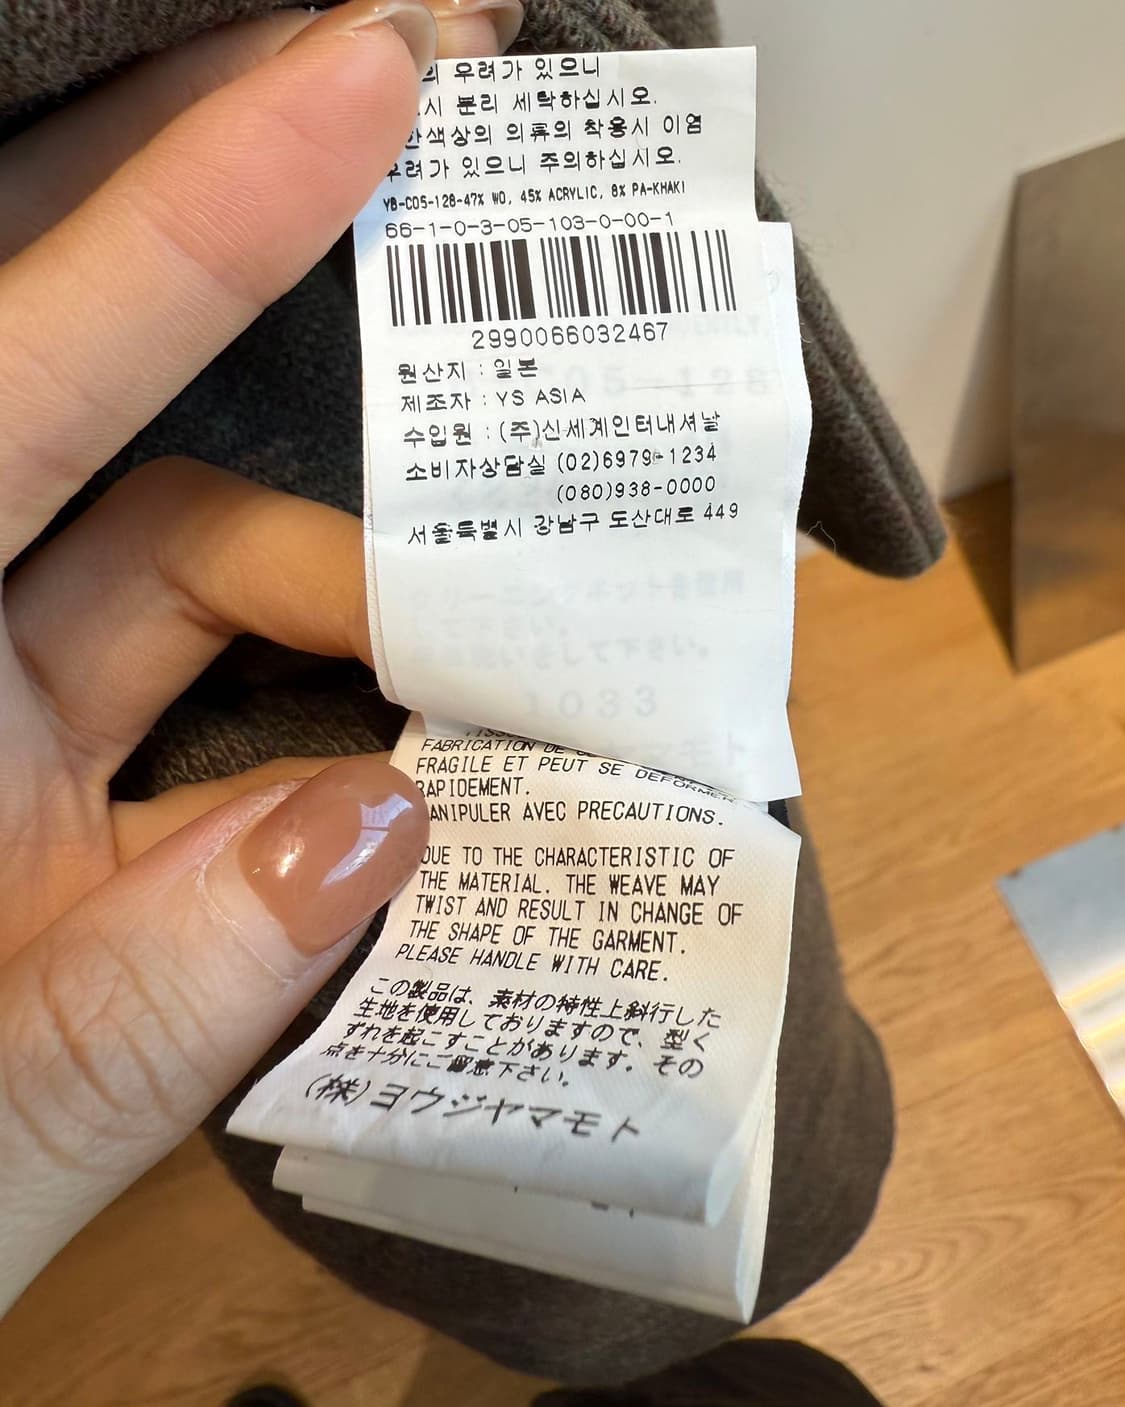 의 우려가 있으니
시 분리 세탁하십시오.
색상의 의류의 착용시 이염
우려가 있으니 주의하십시오.
YB-C05-128-47% WO, 45% ACRYLIC, 8% PA-KHAKI
66-1-0-3-05-103-0-00-1
2990066032467
원산지 : 일본
제조자 : YS ASIA
수입원 : (주)신세계인터내셔날
소비자상담실 (02)6979-1234
(080)938-0000
서울특별시 강남구 도산대로 449
FABRICATION DE
FRAGILE ET PEUT SE DEFORMER
RAPIDEMENT.
MANIPULER AVEC PRECAUTIONS.
DUE TO THE CHARACTERISTIC OF
THE MATERIAL. THE WEAVE MAY
TWIST AND RESULT IN CHANGE OF
THE SHAPE OF THE GARMENT.
PLEASE HANDLE WITH CARE.
この製品は、素材の特性上斜行した
生地を使用しておりますので、型く
ずれを起こすことがあります。その
点を十分にご留意下さい。
(株)ヨウジヤマモト